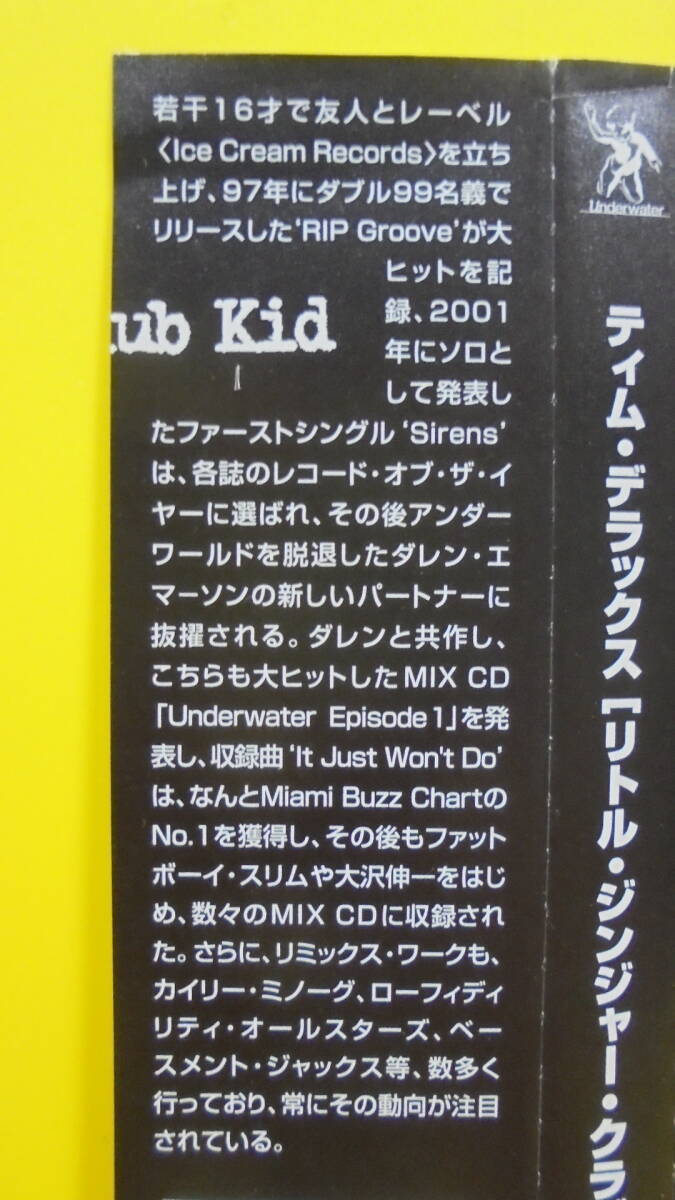 若干16才で友人とレーベル
〈Ice Cream Records〉を立ち
上げ、97年にダブル99名義で
リリースした‘RIP Groove’が大
ヒットを記
録、2001
年にソロと
して発表し
ub Kid
たファーストシングル ‘Sirens’
は、各誌のレコード・オブ・ザ・イ
ヤーに選ばれ、その後アンダー
ワールドを脱退したダレン・エ
マーソンの新しいパートナーに
抜擢される。ダレンと共作し、
こちらも大ヒットしたMIX CD
「Underwater Episode1」を発
表し、収録曲 ‘It Just Won't Do’
は、なんとMiami Buzz Chartの
No.1を獲得し、その後もファット
ボーイ・スリムや大沢伸一をはじ
め、数々のMIX CDに収録され
た。さらに、リミックス・ワークも、
カイリー・ミノーグ、ローフィディ
リティ・オールスターズ、ベー
スメント・ジャックス等、数多く
行っており、常にその動向が注目
されている。
Underwater
ティム・デラックス [リトル・ジンジャー・クラ